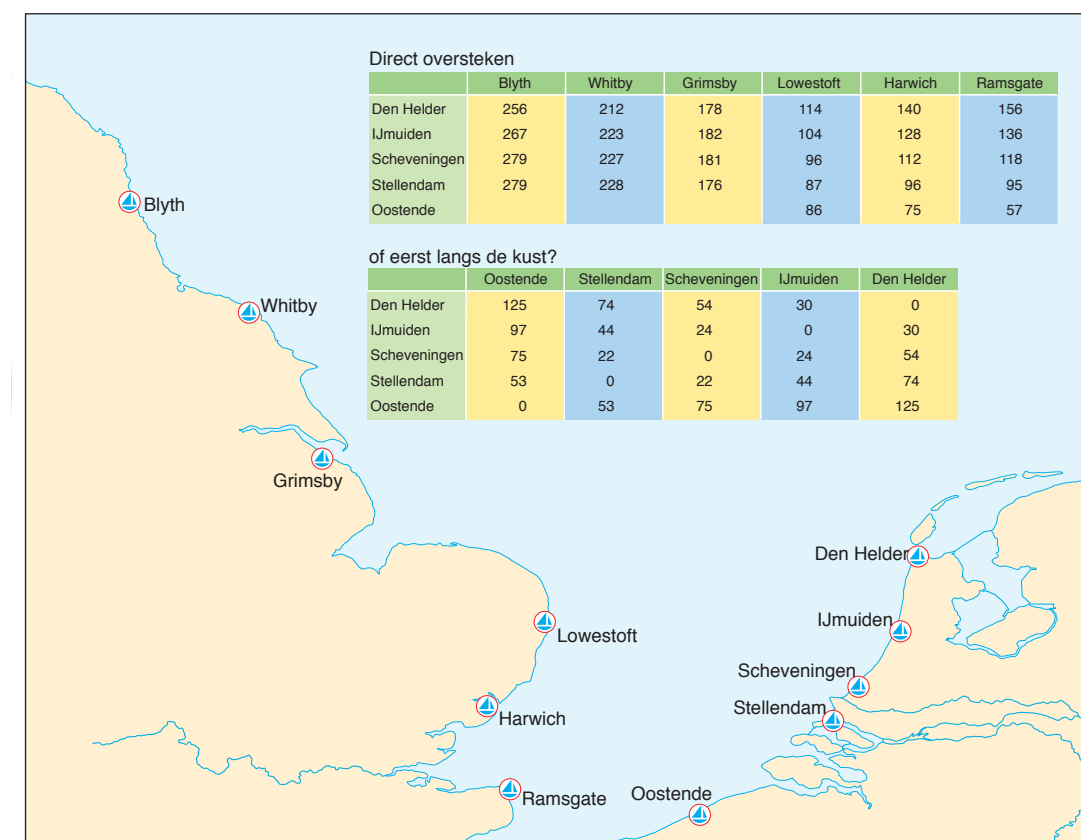 Direct oversteken
Blyth Whitby Grimsby Lowestoft Harwich Ramsgate
Den Helder 256 212 178 114 140 156
IJmuiden 267 223 182 104 128 136
Scheveningen 279 227 181 96 112 118
Stellendam 279 228 176 87 96 95
Oostende 86 75 57
of eerst langs de kust?
Oostende Stellendam Scheveningen IJmuiden Den Helder
Den Helder 125 74 54 30 0
IJmuiden 97 44 24 0 30
Scheveningen 75 22 0 24 54
Stellendam 53 0 22 44 74
Oostende 0 53 75 97 125
Blyth
Whitby
Grimsby
Den Helder
IJmuiden
Lowestoft
Scheveningen
Stellendam
Harwich
Oostende
Ramsgate